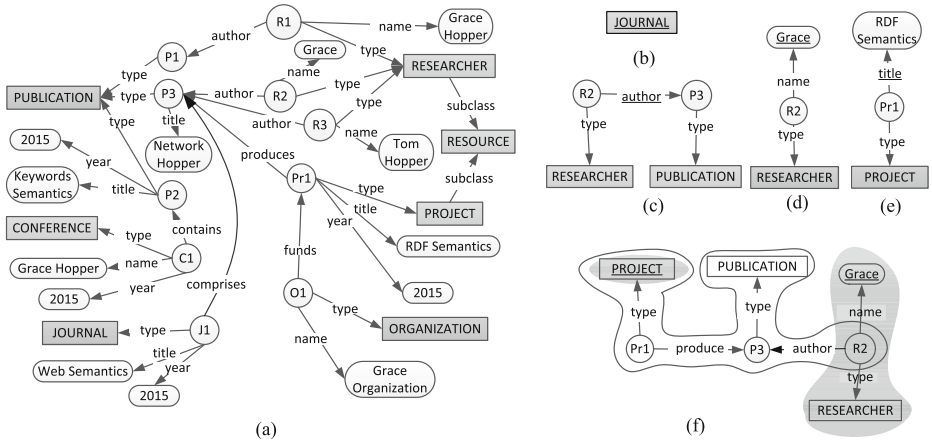 R1
name
Grace
Hopper
author
type
Grace
P1
name
RESEARCHER
type
PUBLICATION
type
P3
author
R2
type
type
title
author
R3
type
name
subclass
2015
Network
Hopper
Tom
Hopper
RESOURCE
year
produces
Keywords
Semantics
title
P2
Pr1
type
subclass
title
PROJECT
CONFERENCE
contains
year
type
C1
funds
RDF Semantics
Grace Hopper
name
2015
year
comprises
O1
2015
type
JOURNAL
type
J1
ORGANIZATION
title
name
Web Semantics
year
2015
Grace
Organization
(a)
JOURNAL
(b)
R2
author
P3
type
type
RESEARCHER
PUBLICATION
(c)
Grace
name
R2
type
RESEARCHER
(d)
RDF
Semantics
title
Pr1
type
PROJECT
(e)
PROJECT
PUBLICATION
Grace
type
type
name
Pr1
produce
P3
author
R2
type
RESEARCHER
(f)